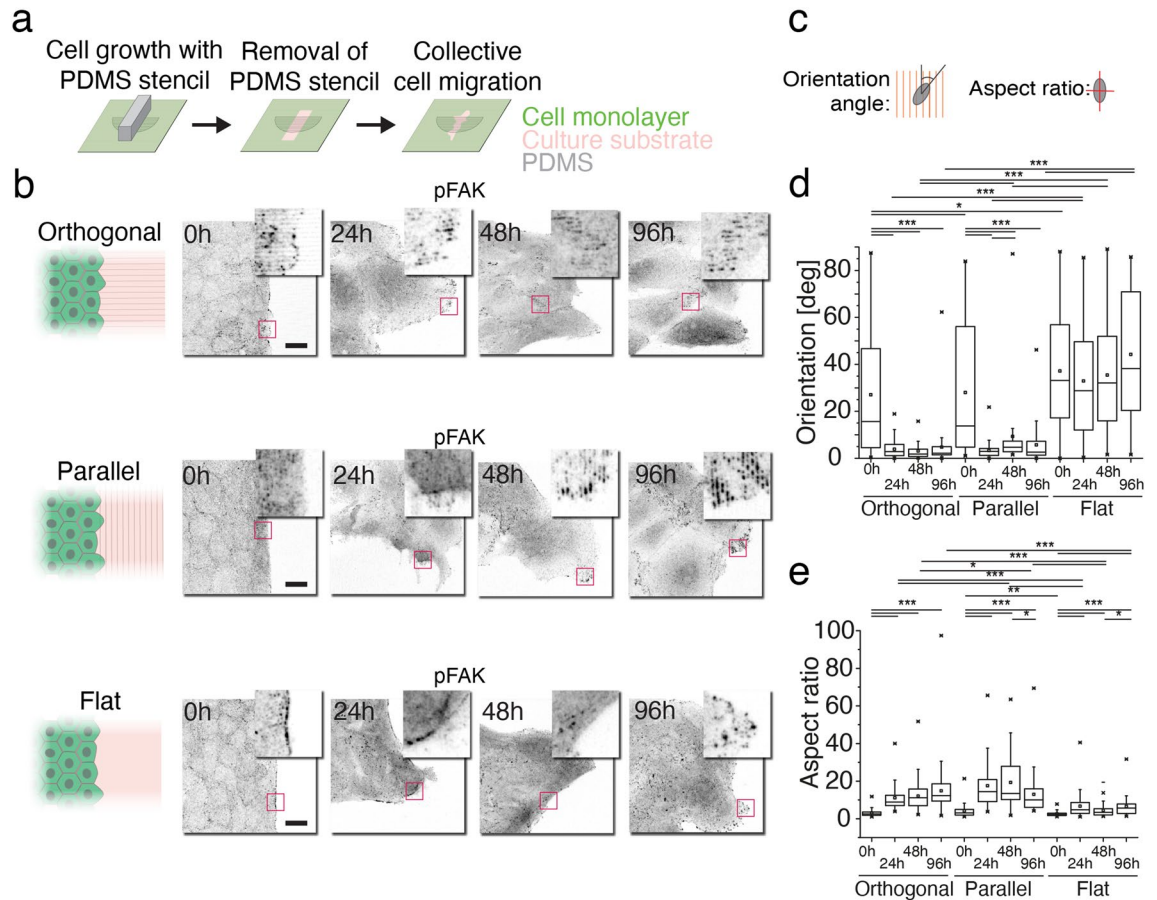 a
Cell growth with
PDMS stencil
Removal of
PDMS stencil
Collective
cell migration
Cell monolayer
Culture substrate
PDMS
b
pFAK
Orthogonal
0h
24h
48h
96h
pFAK
Parallel
0h
24h
48h
96h
pFAK
Flat
0h
24h
48h
96h
c
Orientation
angle:
Aspect ratio:
d
***
***
***
*
*** ***
Orientation [deg]
80
60
40
20
0
0h 48h 0h 48h 0h 48h
24h 96h 24h 96h 24h 96h
Orthogonal Parallel Flat
e
***
***
*
***
**
*** *** ***
* *
Aspect ratio
100
80
60
40
20
0
0h 48h 0h 48h 0h 48h
24h 96h 24h 96h 24h 96h
Orthogonal Parallel Flat